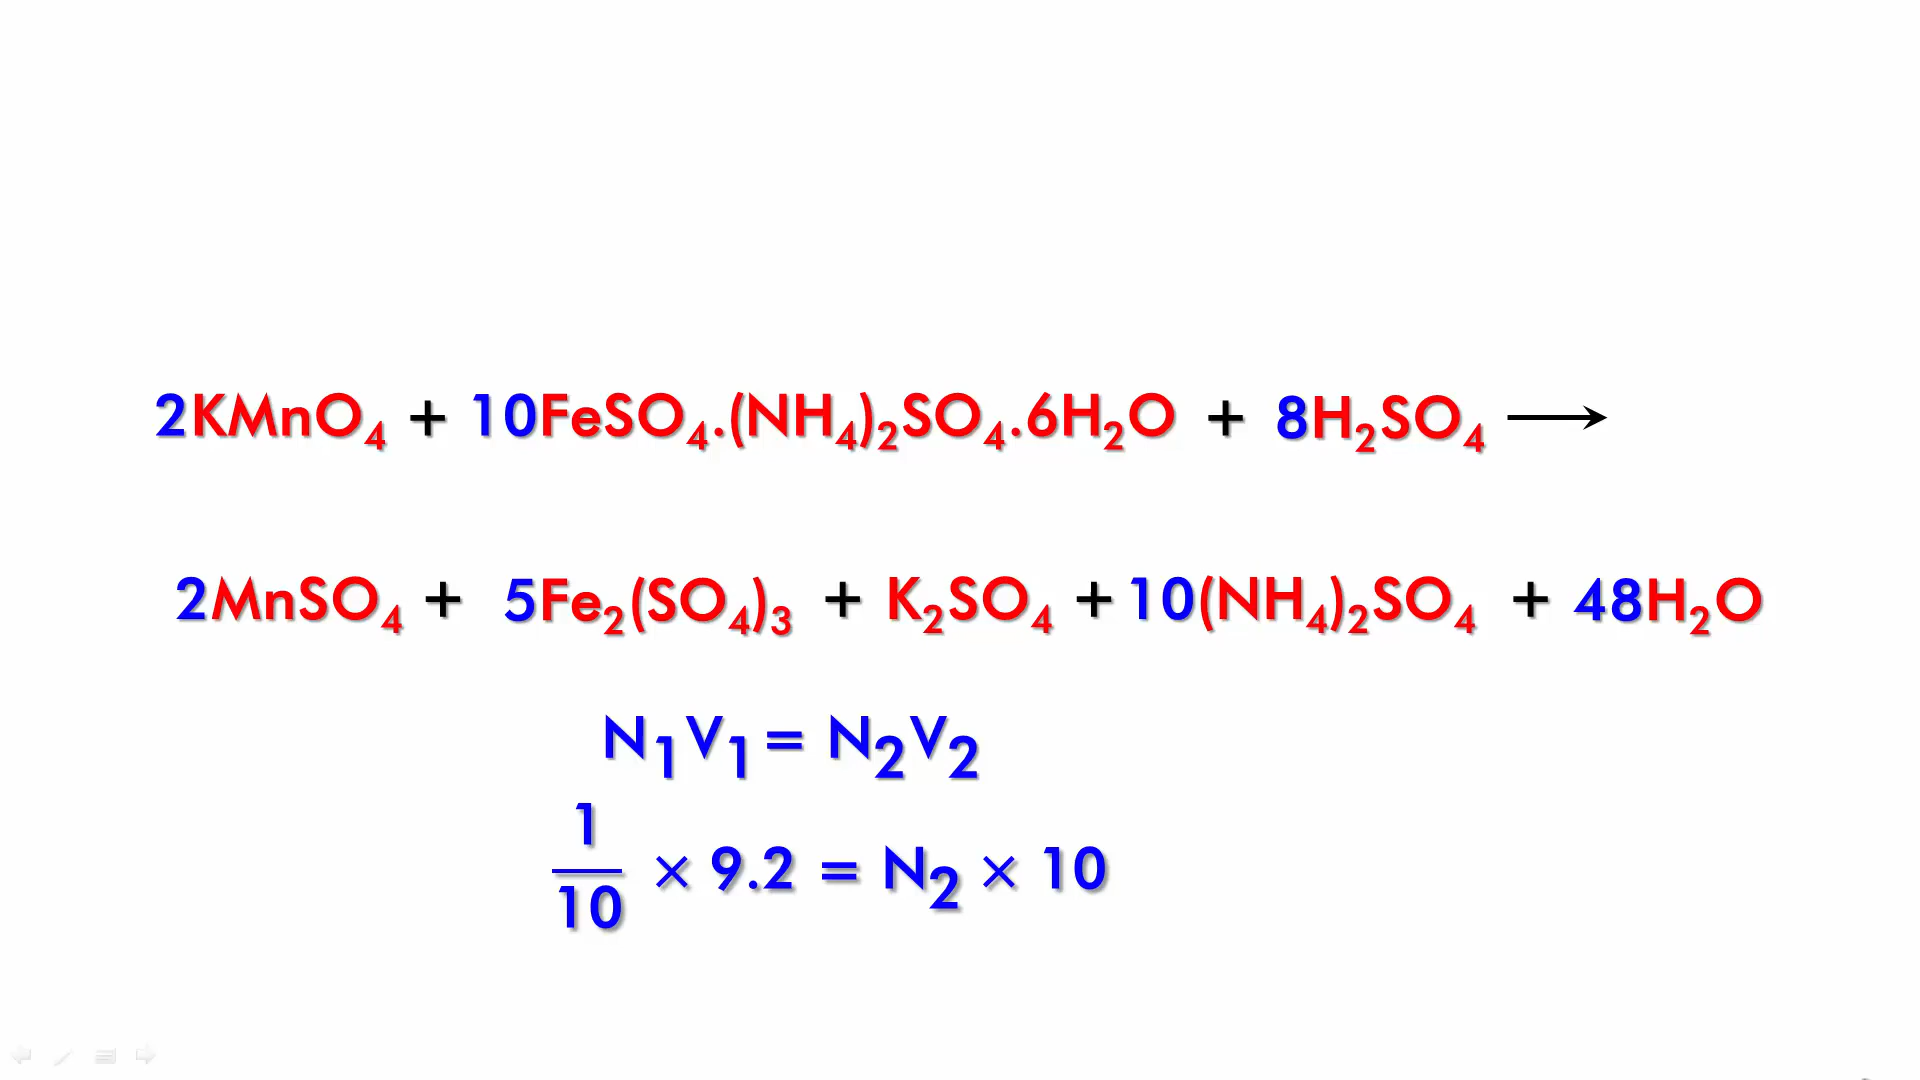 2KMnO₄ + 10FeSO₄.(NH₄)₂SO₄.6H₂O + 8H₂SO₄ ⟶
2MnSO₄ + 5Fe₂(SO₄)₃ + K₂SO₄ + 10(NH₄)₂SO₄ + 48H₂O
N₁V₁ = N₂V₂
1/10 × 9.2 = N₂ × 10